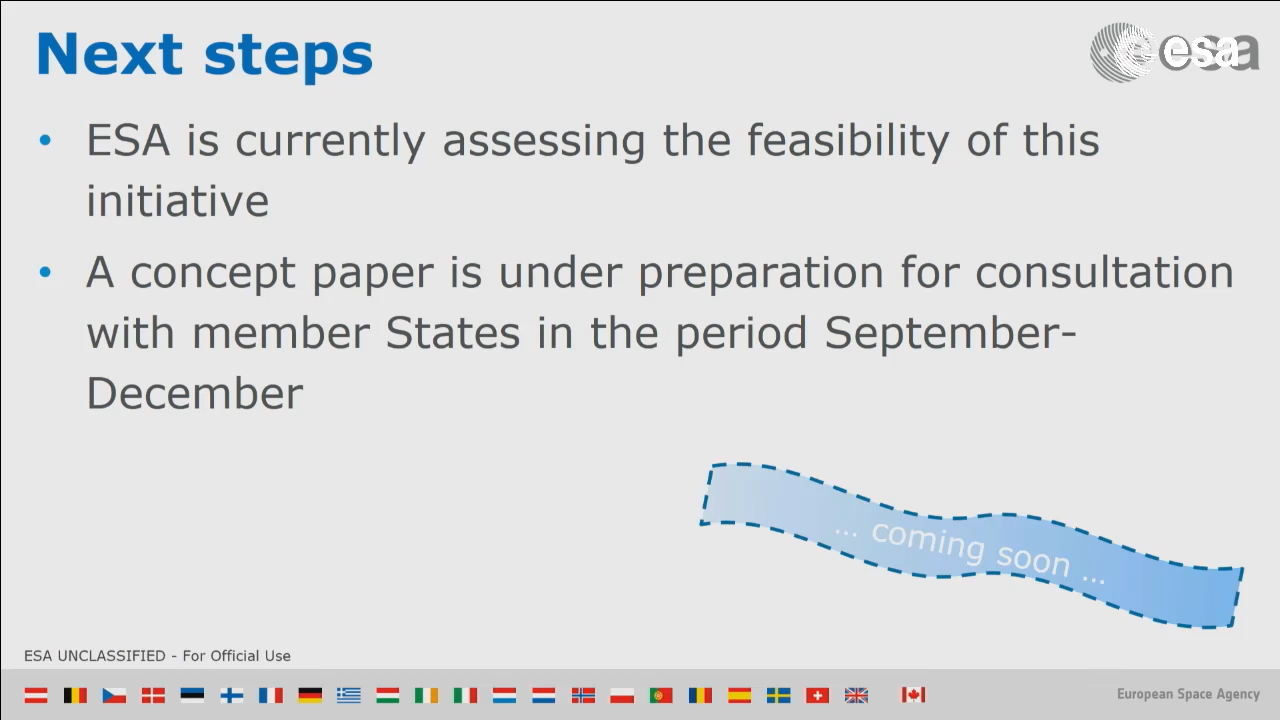 Next steps
esa esa
• ESA is currently assessing the feasibility of this
initiative
• A concept paper is under preparation for consultation
with member States in the period September-
December
... coming soon ...
ESA UNCLASSIFIED - For Official Use
European Space Agency